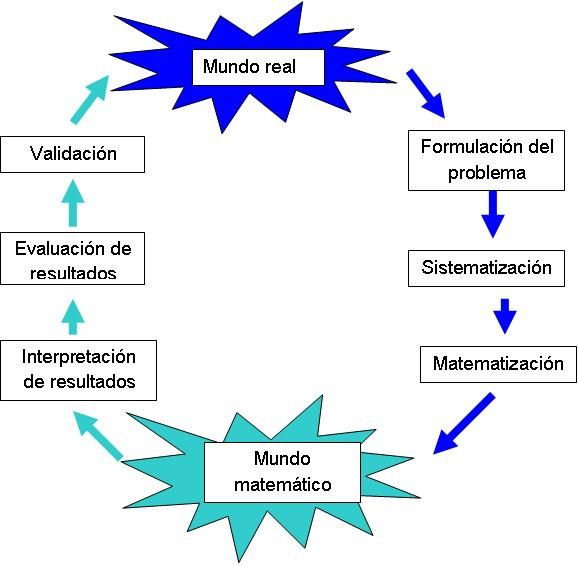 Mundo real
Formulación del
problema
Sistematización
Matematización
Mundo
matemático
Interpretación
de resultados
Evaluación de
resultados
Validación